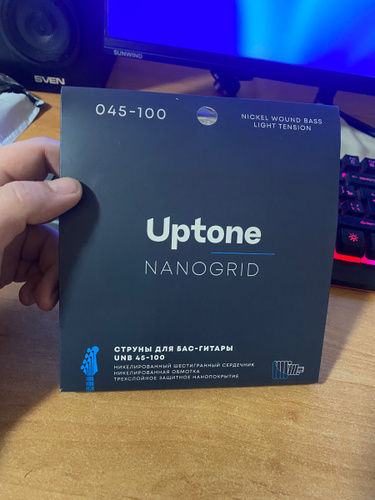 SUNWIND
SVEN
045-100
NICKEL WOUND BASS
LIGHT TENSION
Uptone
NANOGRID
СТРУНЫ ДЛЯ БАС-ГИТАРЫ
UNB 45-100
НИКЕЛИРОВАННЫЙ ШЕСТИГРАННЫЙ СЕРДЕЧНИК
НИКЕЛИРОВАННАЯ ОБМОТКА
ТРЕХСЛОЙНОЕ ЗАЩИТНОЕ НАНОПОКРЫТИЕ